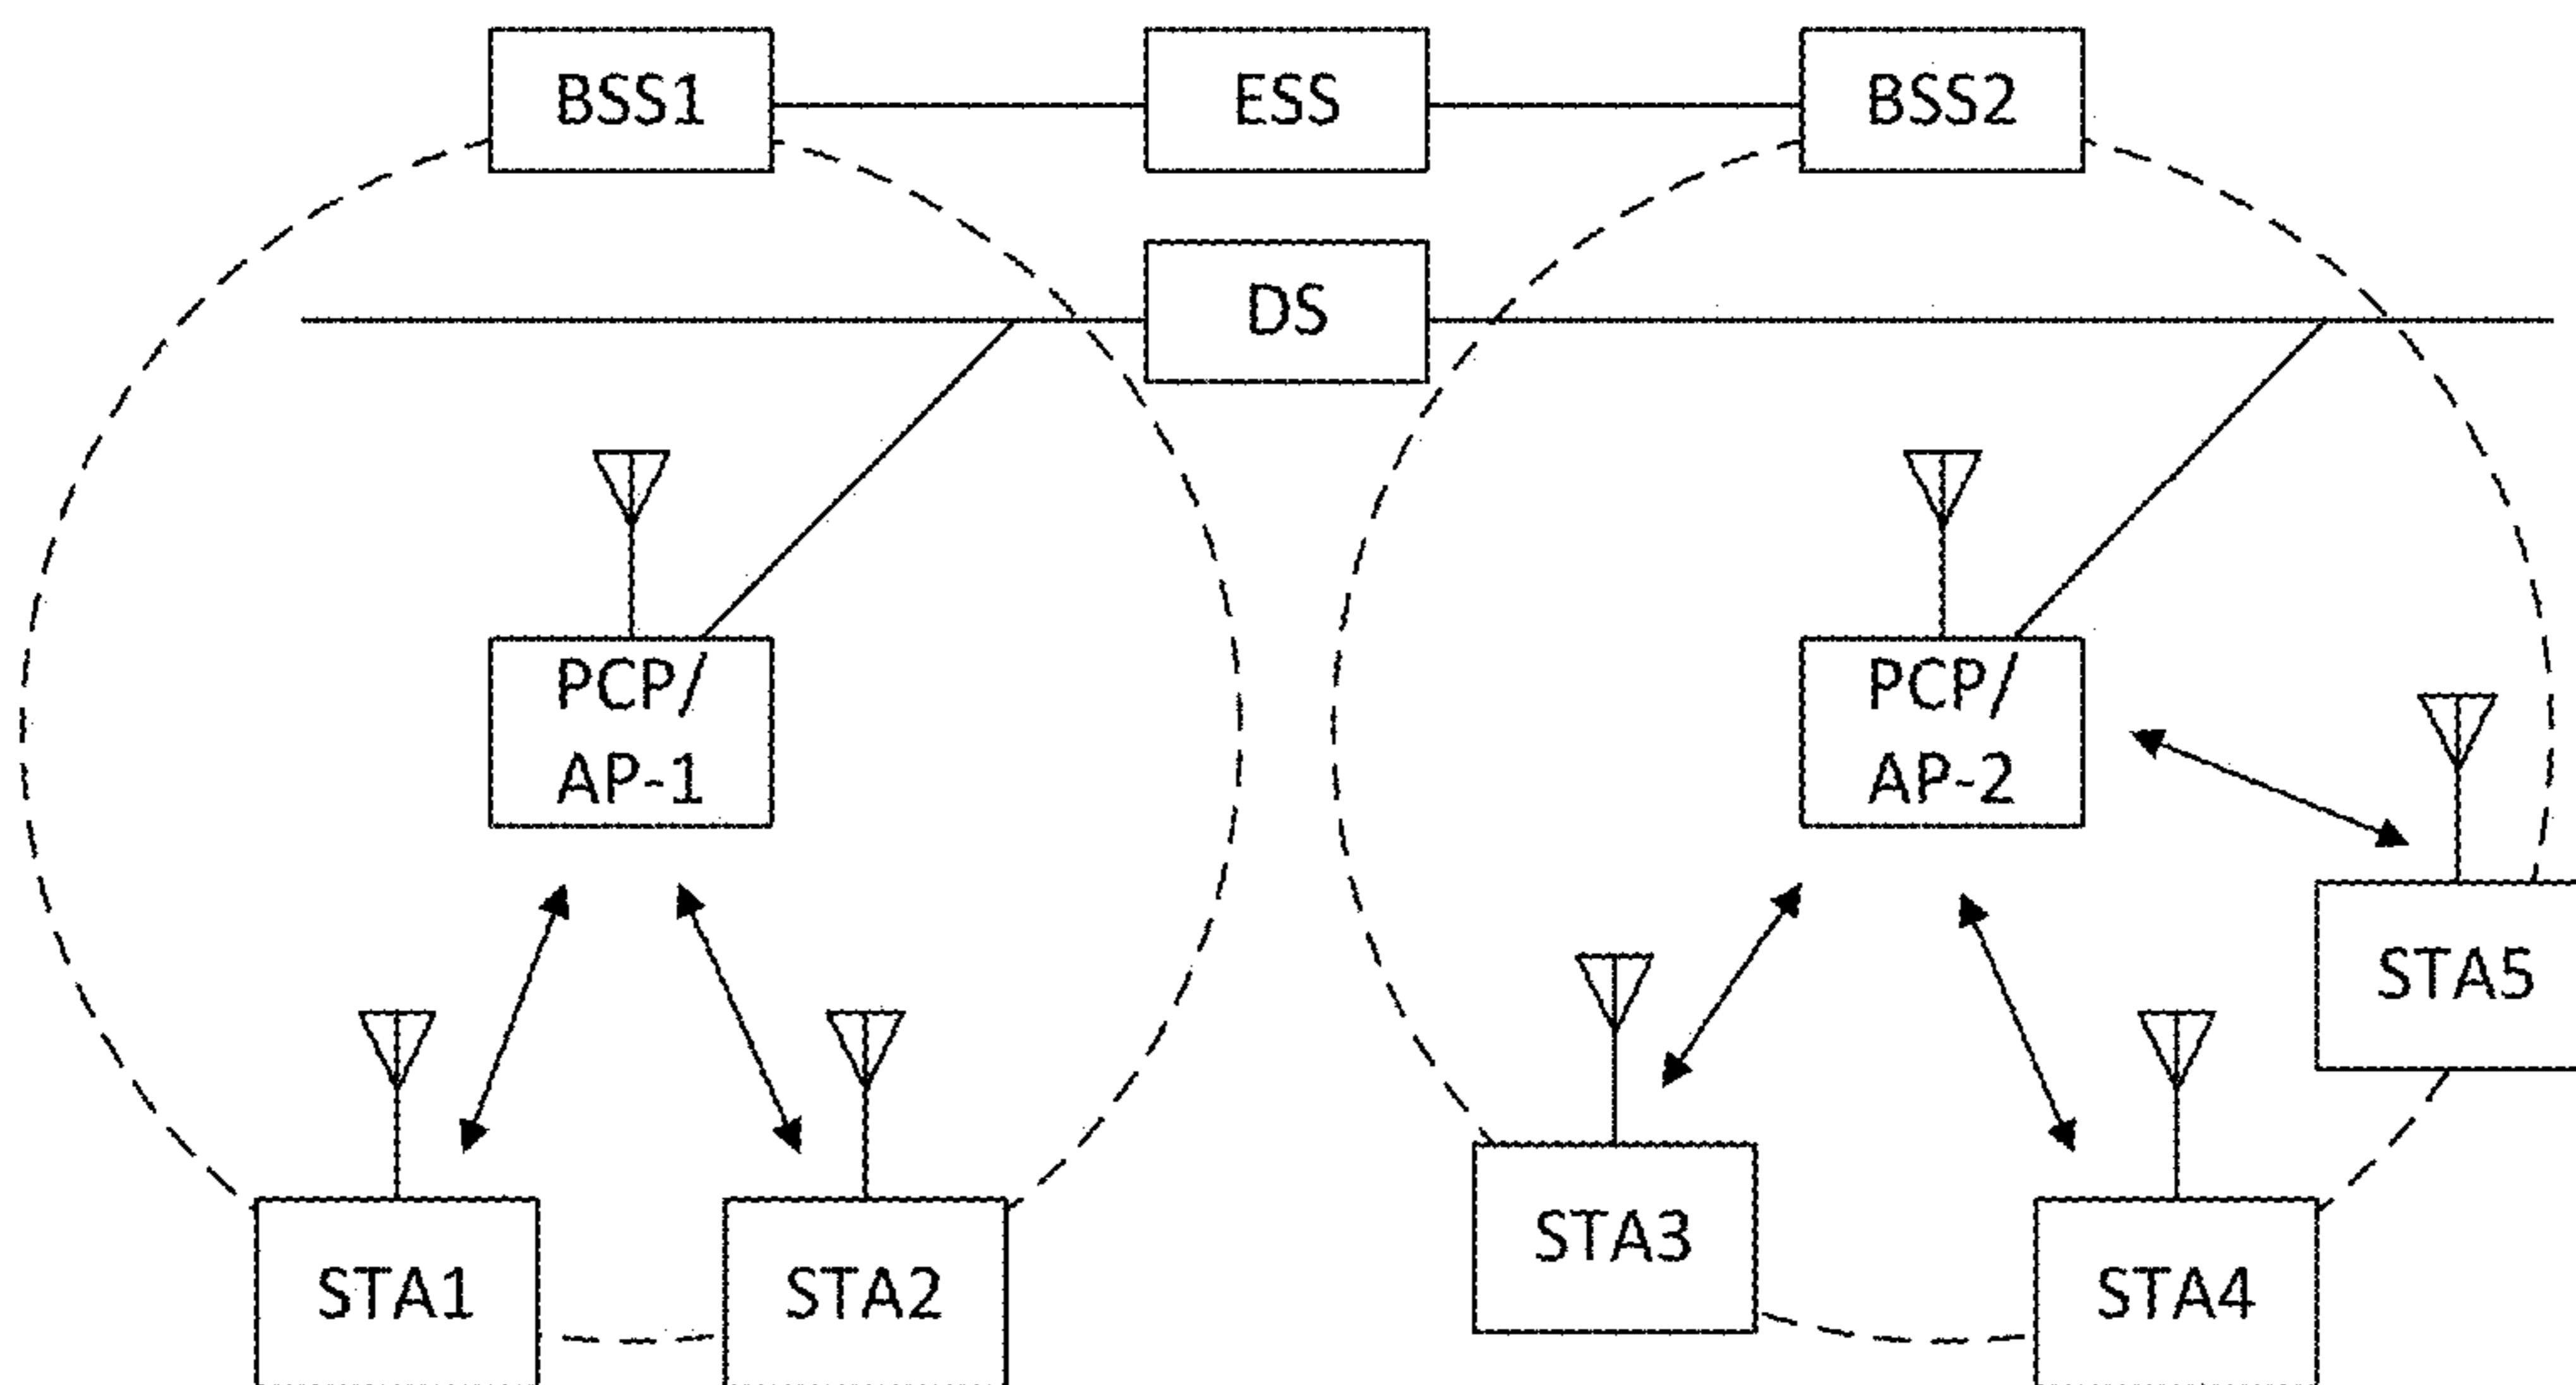 BSS1
ESS
BSS2
DS
PCP/
AP-1
PCP/
AP-2
STA5
STA3
STA4
STA1
STA2